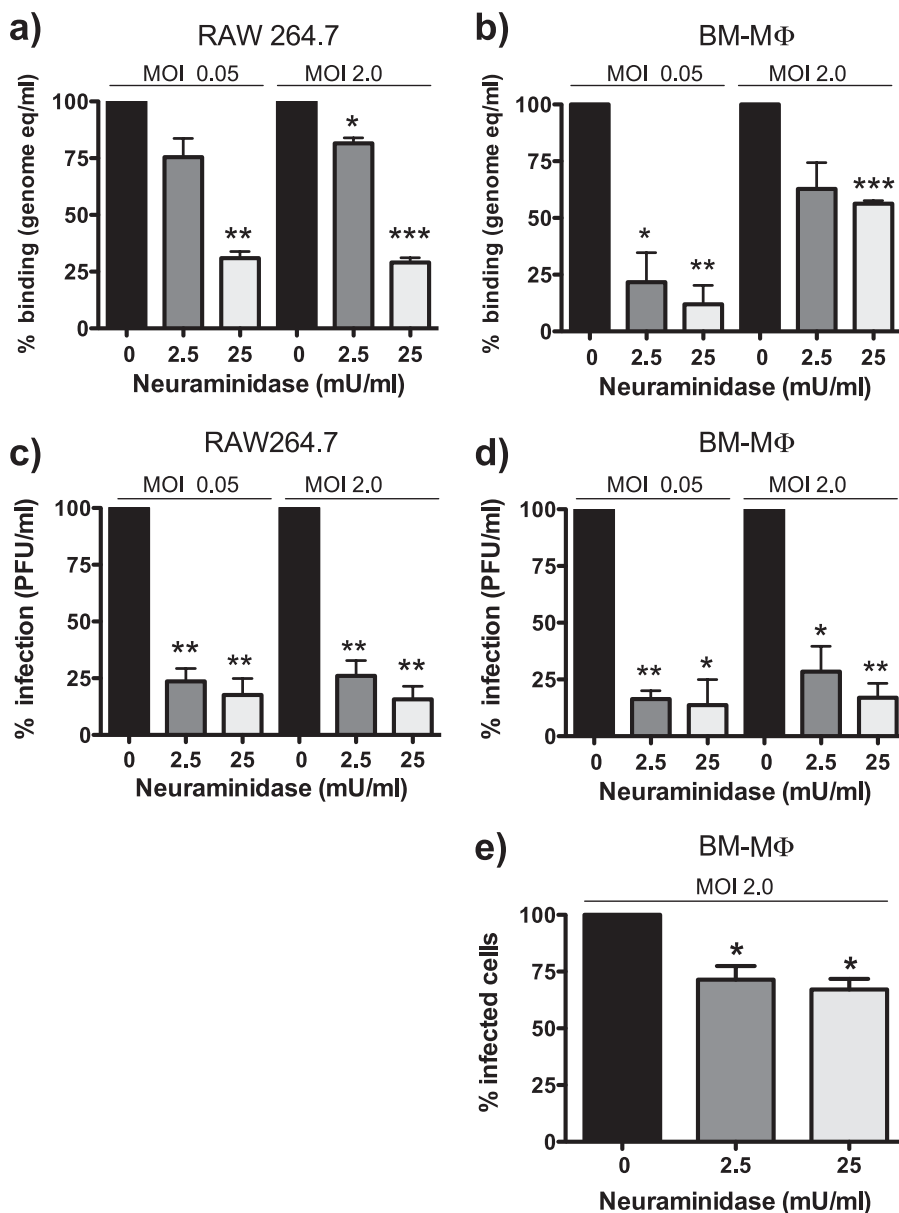 a)
RAW 264.7
MOI 0.05
MOI 2.0
% binding (genome eq/ml)
100
75
50
25
0
*
**
***
0
2.5
25
0
2.5
25
Neuraminidase (mU/ml)
b)
BM-MΦ
MOI 0.05
MOI 2.0
% binding (genome eq/ml)
100
75
50
25
0
*
**
***
0
2.5
25
0
2.5
25
Neuraminidase (mU/ml)
c)
RAW264.7
MOI 0.05
MOI 2.0
% infection (PFU/ml)
100
75
50
25
0
**
**
**
**
0
2.5
25
0
2.5
25
Neuraminidase (mU/ml)
d)
BM-MΦ
MOI 0.05
MOI 2.0
% infection (PFU/ml)
100
75
50
25
0
**
*
*
**
0
2.5
25
0
2.5
25
Neuraminidase (mU/ml)
e)
BM-MΦ
MOI 2.0
% infected cells
100
75
50
25
0
*
*
0
2.5
25
Neuraminidase (mU/ml)